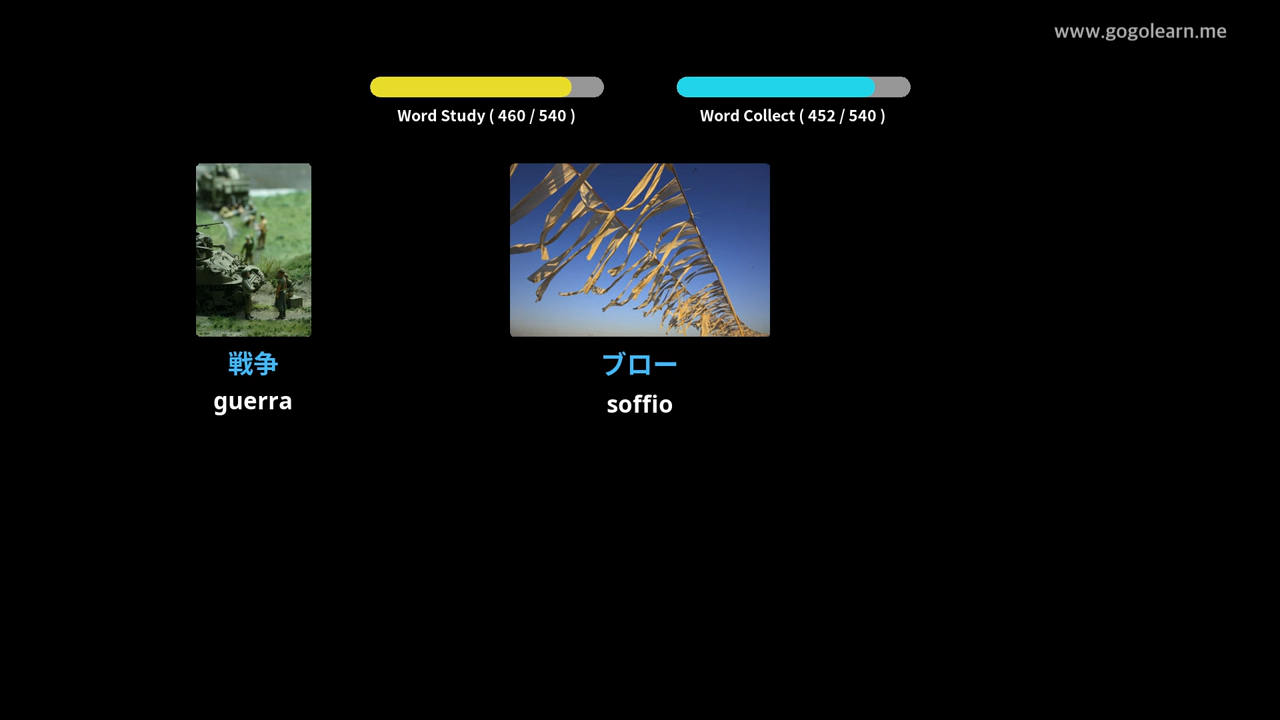 www.gogolearn.me
Word Study ( 460 / 540 )
Word Collect ( 452 / 540 )
戦争
guerra
ブロー
soffio